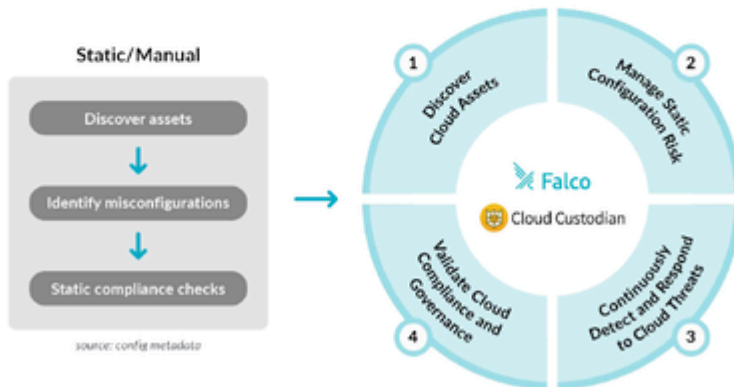 Static/Manual
Discover assets
Identify misconfigurations
Static compliance checks
source: config metadata
1
Discover
Cloud Assets
2
Manage Static
Configuration Risk
Falco
Cloud Custodian
3
Continuously
Detect and Respond
to Cloud Threats
4
Validate Cloud
Compliance and
Governance